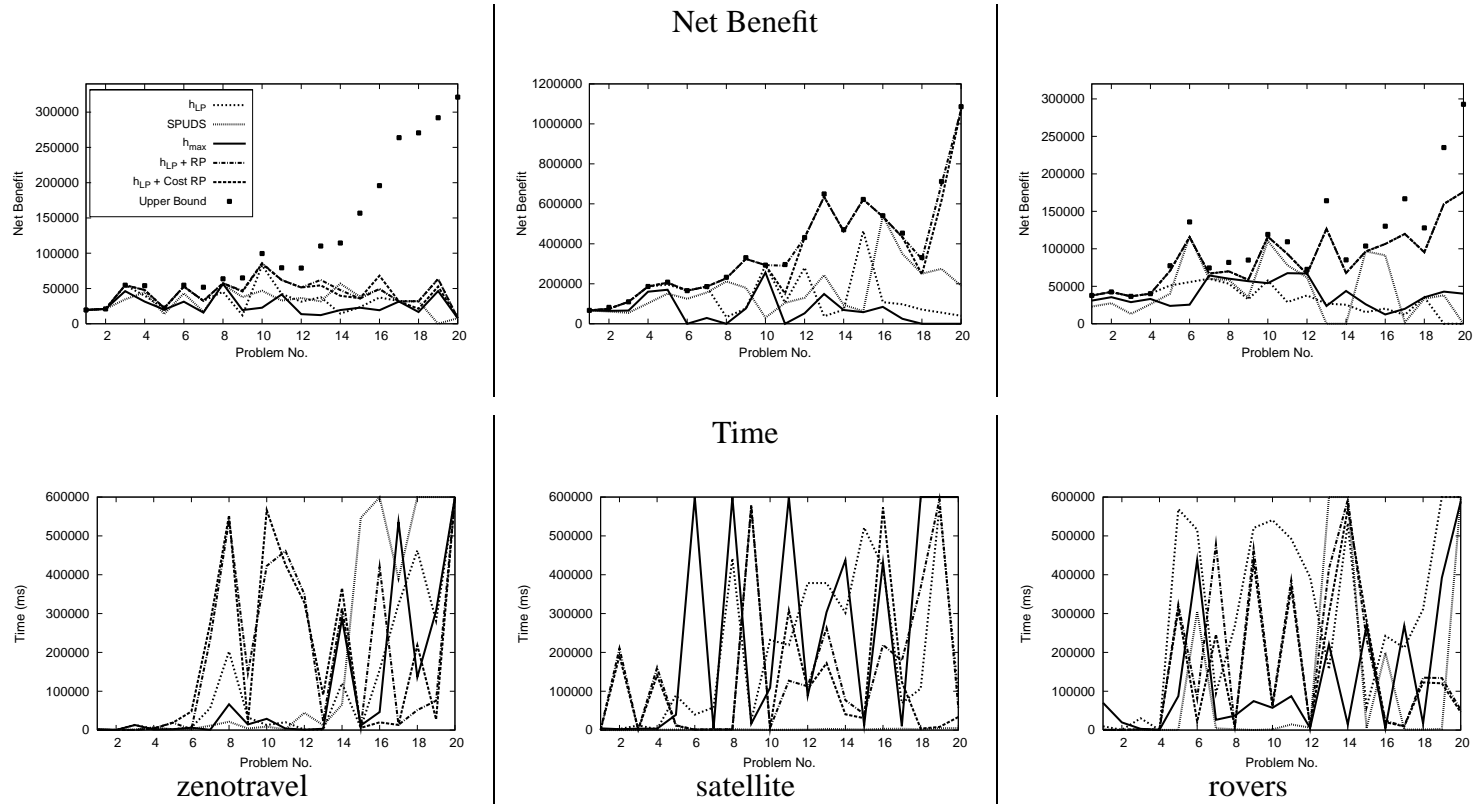 Net Benefit
350000
300000
250000
200000
150000
100000
50000
0
Net Benefit
2 4 6 8 10 12 14 16 18 20
Problem No.
h_LP
SPUDS
h_max
h_LP + RP
h_LP + Cost RP
Upper Bound
1200000
1000000
800000
600000
400000
200000
0
Net Benefit
2 4 6 8 10 12 14 16 18 20
Problem No.
300000
250000
200000
150000
100000
50000
0
Net Benefit
2 4 6 8 10 12 14 16 18 20
Problem No.
Time
600000
500000
400000
300000
200000
100000
0
Time (ms)
2 4 6 8 10 12 14 16 18 20
Problem No.
zenotravel
600000
500000
400000
300000
200000
100000
0
Time (ms)
2 4 6 8 10 12 14 16 18 20
Problem No.
satellite
600000
500000
400000
300000
200000
100000
0
Time (ms)
2 4 6 8 10 12 14 16 18 20
Problem No.
rovers